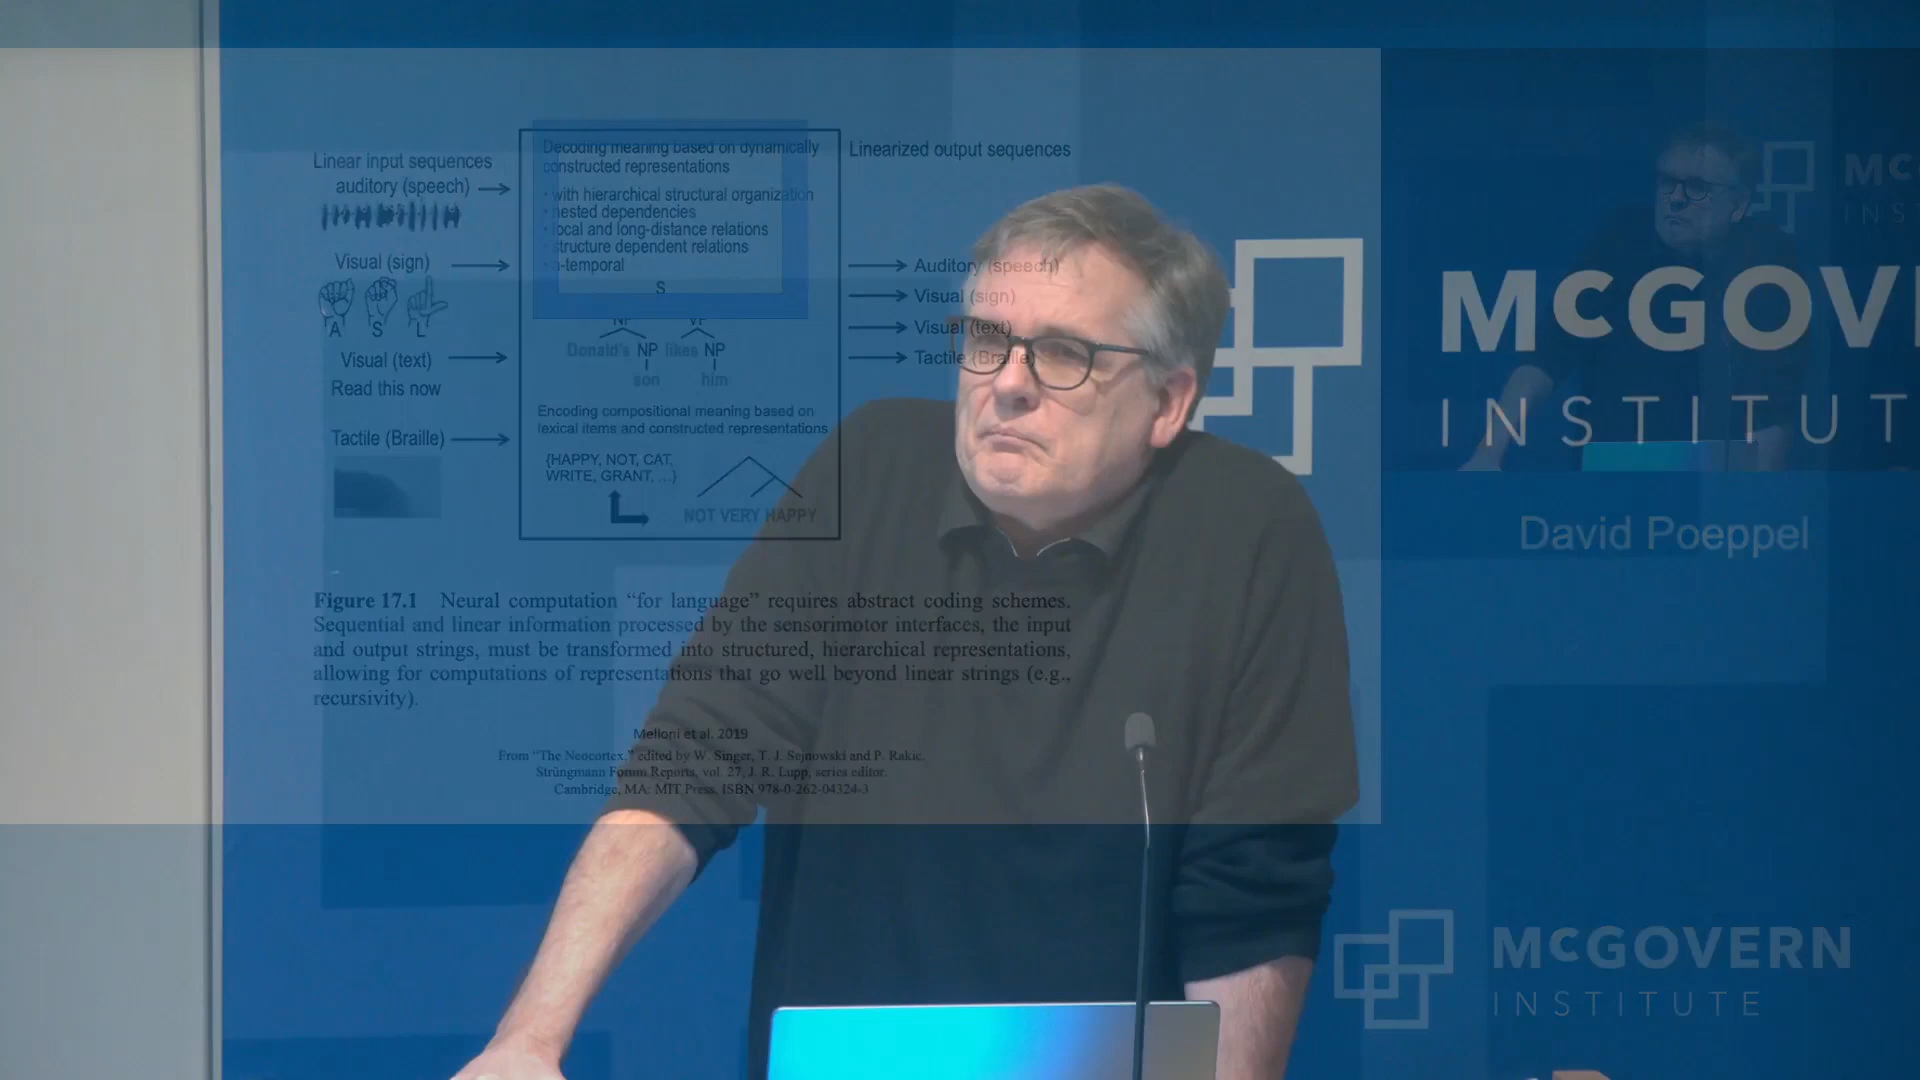 Linear input sequences
auditory (speech)
Visual (sign)
A S L
Visual (text)
Read this now
Tactile (Braille)
Decoding meaning based on dynamically
constructed representations
• with hierarchical structural organization
• nested dependencies
• local and long-distance relations
• structure dependent relations
• a-temporal
S
NP VP
Donald's NP likes NP
son him
Encoding compositional meaning based on
lexical items and constructed representations
{HAPPY, NOT, CAT,
WRITE, GRANT, ...}
NOT VERY HAPPY
Linearized output sequences
Auditory (speech)
Visual (sign)
Visual (text)
Tactile (Braille)
Figure 17.1 Neural computation “for language” requires abstract coding schemes.
Sequential and linear information processed by the sensorimotor interfaces, the input
and output strings, must be transformed into structured, hierarchical representations,
allowing for computations of representations that go well beyond linear strings (e.g.,
recursivity).
Melloni et al. 2019
From “The Neocortex,” edited by W. Singer, T. J. Sejnowski and P. Rakic.
Strüngmann Forum Reports, vol. 27, J. R. Lupp, series editor.
Cambridge, MA: MIT Press. ISBN 978-0-262-04324-3
MCGOV
INSTITUT
MC
INS
David Poeppel
MCGOVERN
INSTITUTE